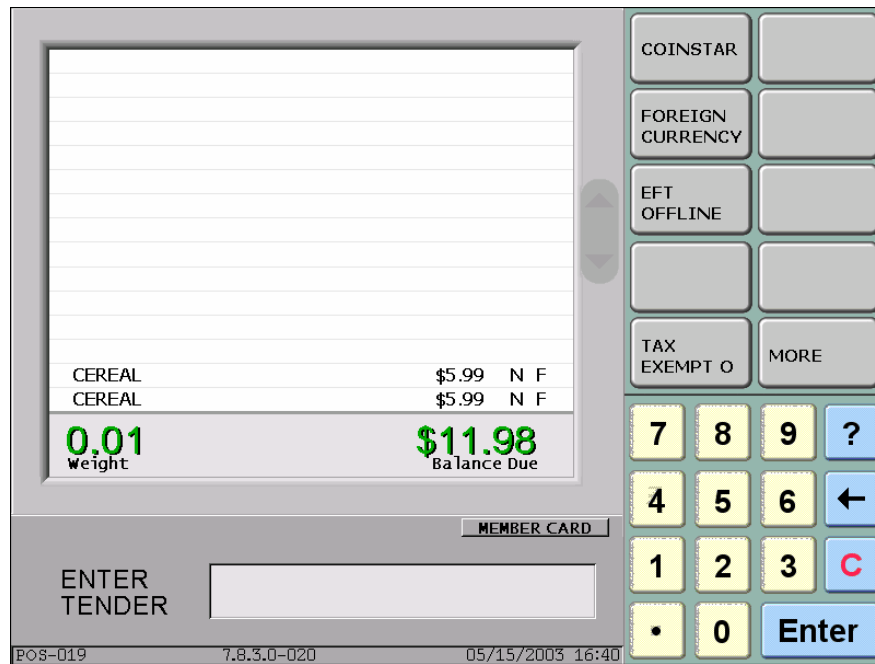 COINSTAR
FOREIGN
CURRENCY
EFT
OFFLINE
TAX
EXEMPT O
MORE
CEREAL $5.99 N F
CEREAL $5.99 N F
0.01 $11.98
Weight Balance Due
7 8 9 ?
4 5 6 ←
MEMBER CARD
1 2 3 C
ENTER
TENDER
. 0 Enter
POS-019 7.8.3.0-020 05/15/2003 16:40